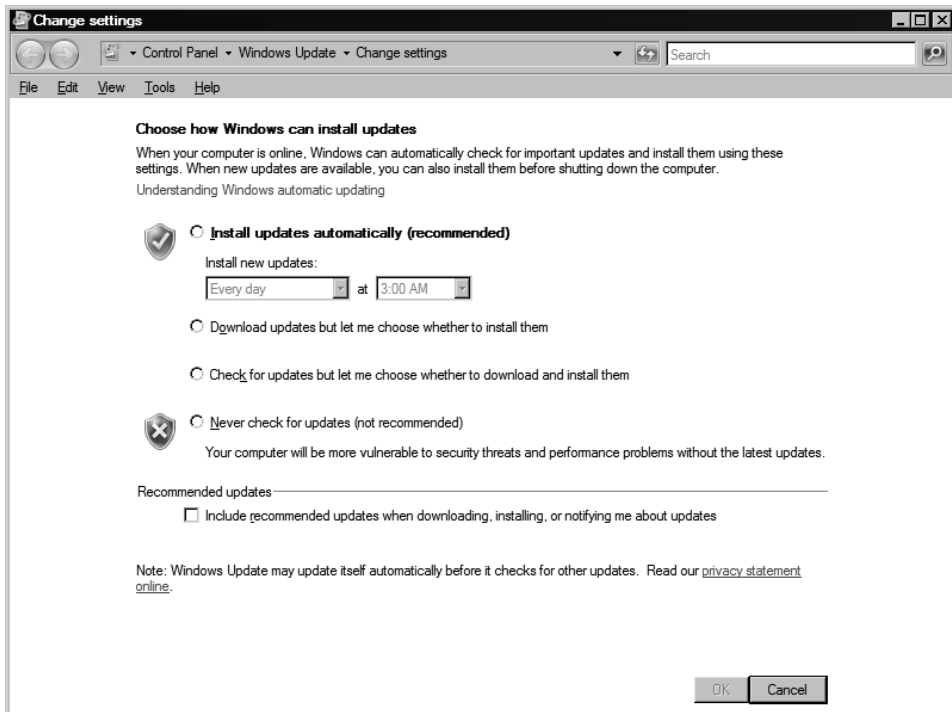 Change settings
Control Panel Windows Update Change settings Search
File Edit View Tools Help
Choose how Windows can install updates
When your computer is online, Windows can automatically check for important updates and install them using these
settings. When new updates are available, you can also install them before shutting down the computer.
Understanding Windows automatic updating
Install updates automatically (recommended)
Install new updates:
Every day at 3:00 AM
Download updates but let me choose whether to install them
Check for updates but let me choose whether to download and install them
Never check for updates (not recommended)
Your computer will be more vulnerable to security threats and performance problems without the latest updates.
Recommended updates
Include recommended updates when downloading, installing, or notifying me about updates
Note: Windows Update may update itself automatically before it checks for other updates. Read our privacy statement
online.
OK Cancel